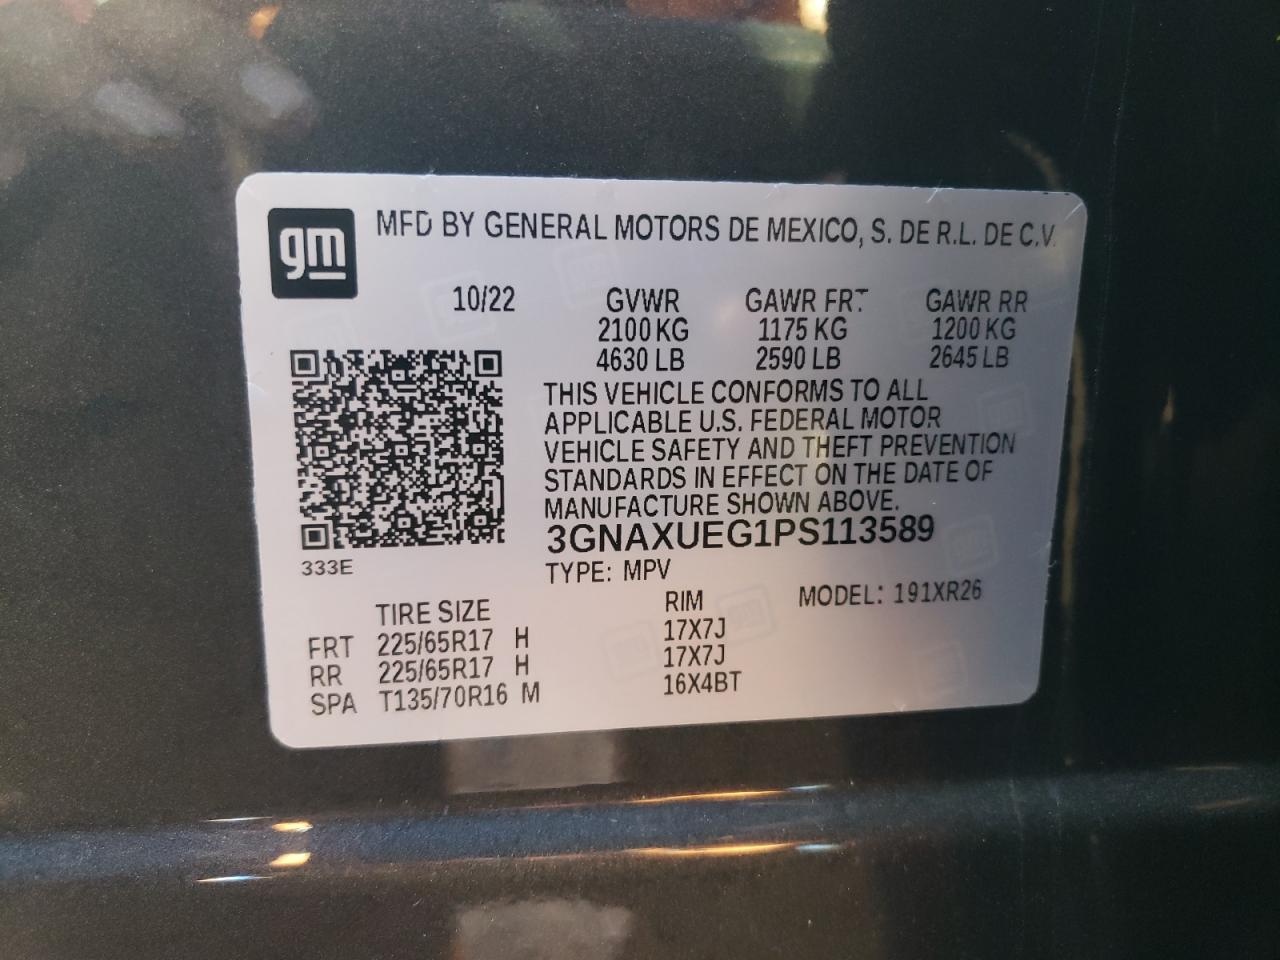 gm
MFD BY GENERAL MOTORS DE MEXICO, S. DE R.L. DE C.V.
10/22 GVWR GAWR FRT GAWR RR
2100 KG 1175 KG 1200 KG
4630 LB 2590 LB 2645 LB
THIS VEHICLE CONFORMS TO ALL
APPLICABLE U.S. FEDERAL MOTOR
VEHICLE SAFETY AND THEFT PREVENTION
STANDARDS IN EFFECT ON THE DATE OF
MANUFACTURE SHOWN ABOVE.
3GNAXUEG1PS113589
333E
TYPE: MPV
MODEL: 191XR26
TIRE SIZE RIM
FRT 225/65R17 H 17X7J
RR 225/65R17 H 17X7J
SPA T135/70R16 M 16X4BT